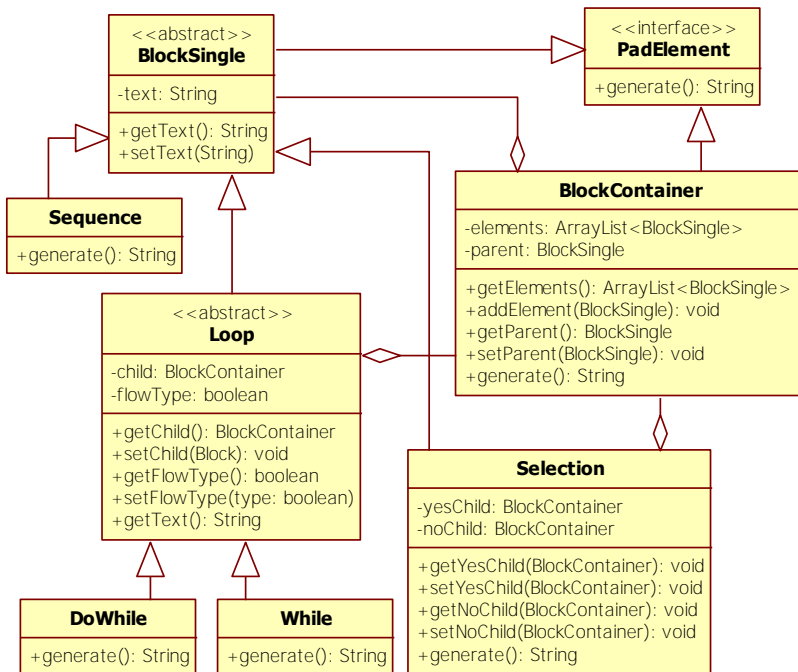 <<abstract>>
BlockSingle
-text: String
+getText(): String
+setText(String)
<<interface>>
PadElement
+generate(): String
Sequence
+generate(): String
BlockContainer
-elements: ArrayList<BlockSingle>
-parent: BlockSingle
+getElements(): ArrayList<BlockSingle>
+addElement(BlockSingle): void
+getParent(): BlockSingle
+setParent(BlockSingle): void
+generate(): String
<<abstract>>
Loop
-child: BlockContainer
-flowType: boolean
+getChild(): BlockContainer
+setChild(Block): void
+getFlowType(): boolean
+setFlowType(type: boolean)
+getText(): String
Selection
-yesChild: BlockContainer
-noChild: BlockContainer
+getYesChild(BlockContainer): void
+setYesChild(BlockContainer): void
+getNoChild(BlockContainer): void
+setNoChild(BlockContainer): void
+generate(): String
DoWhile
+generate(): String
While
+generate(): String